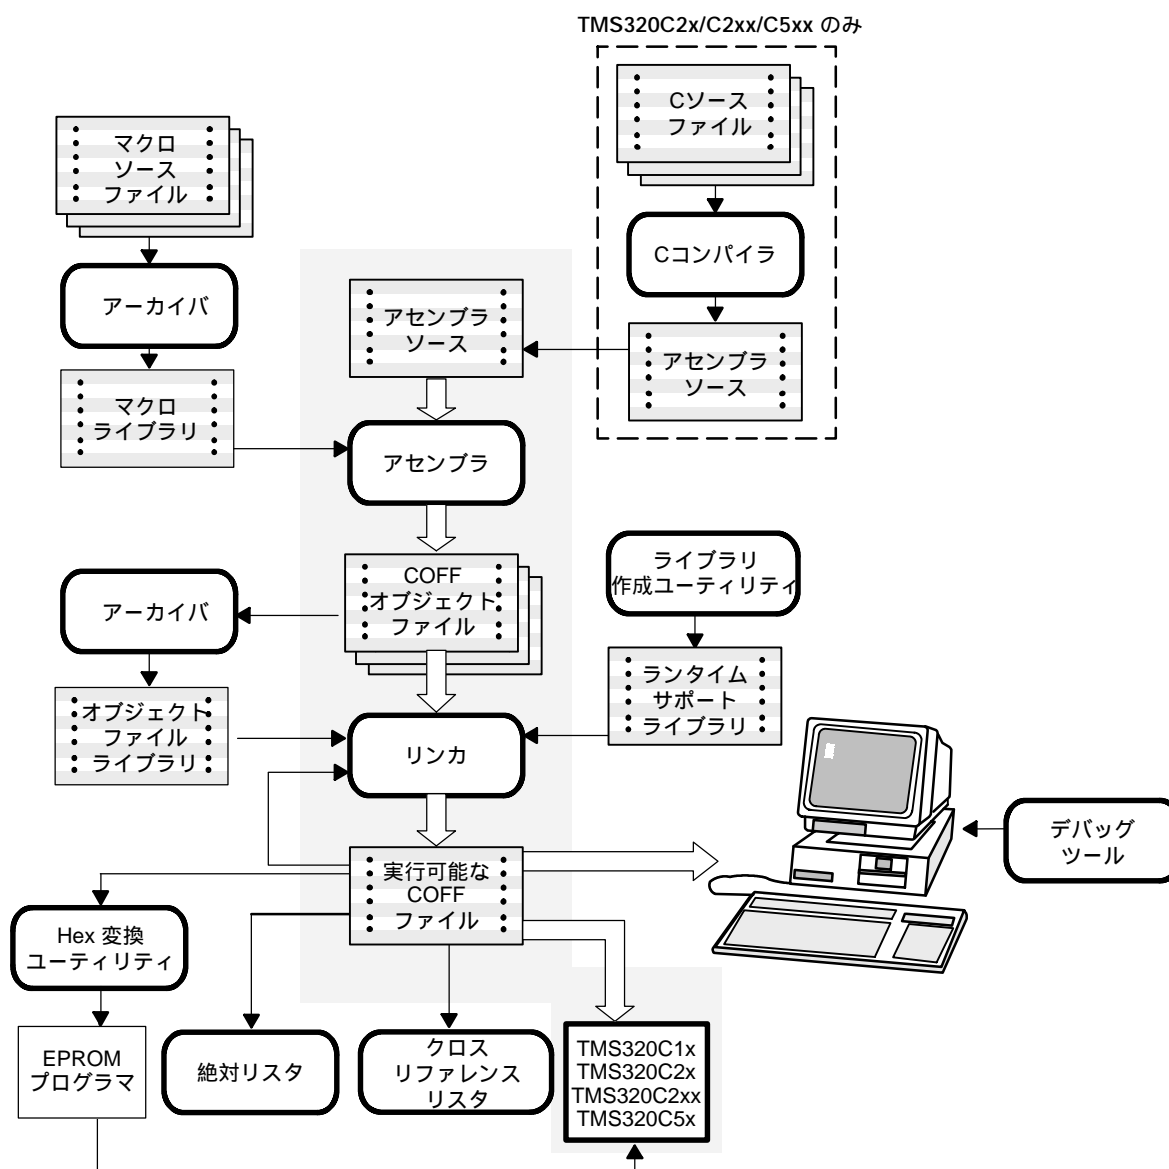 TMS320C2x/C2xx/C5xx のみ
Cソース
ファイル
マクロ
ソース
ファイル
Cコンパイラ
アーカイバ
アセンブラ
ソース
アセンブラ
ソース
マクロ
ライブラリ
アセンブラ
COFF
オブジェクト
ファイル
ライブラリ
作成ユーティリティ
アーカイバ
ランタイム
サポート
ライブラリ
オブジェクト
ファイル
ライブラリ
リンカ
デバッグ
ツール
実行可能な
COFF
ファイル
Hex 変換
ユーティリティ
EPROM
プログラマ
絶対リスタ
クロス
リファレンス
リスタ
TMS320C1x
TMS320C2x
TMS320C2xx
TMS320C5x